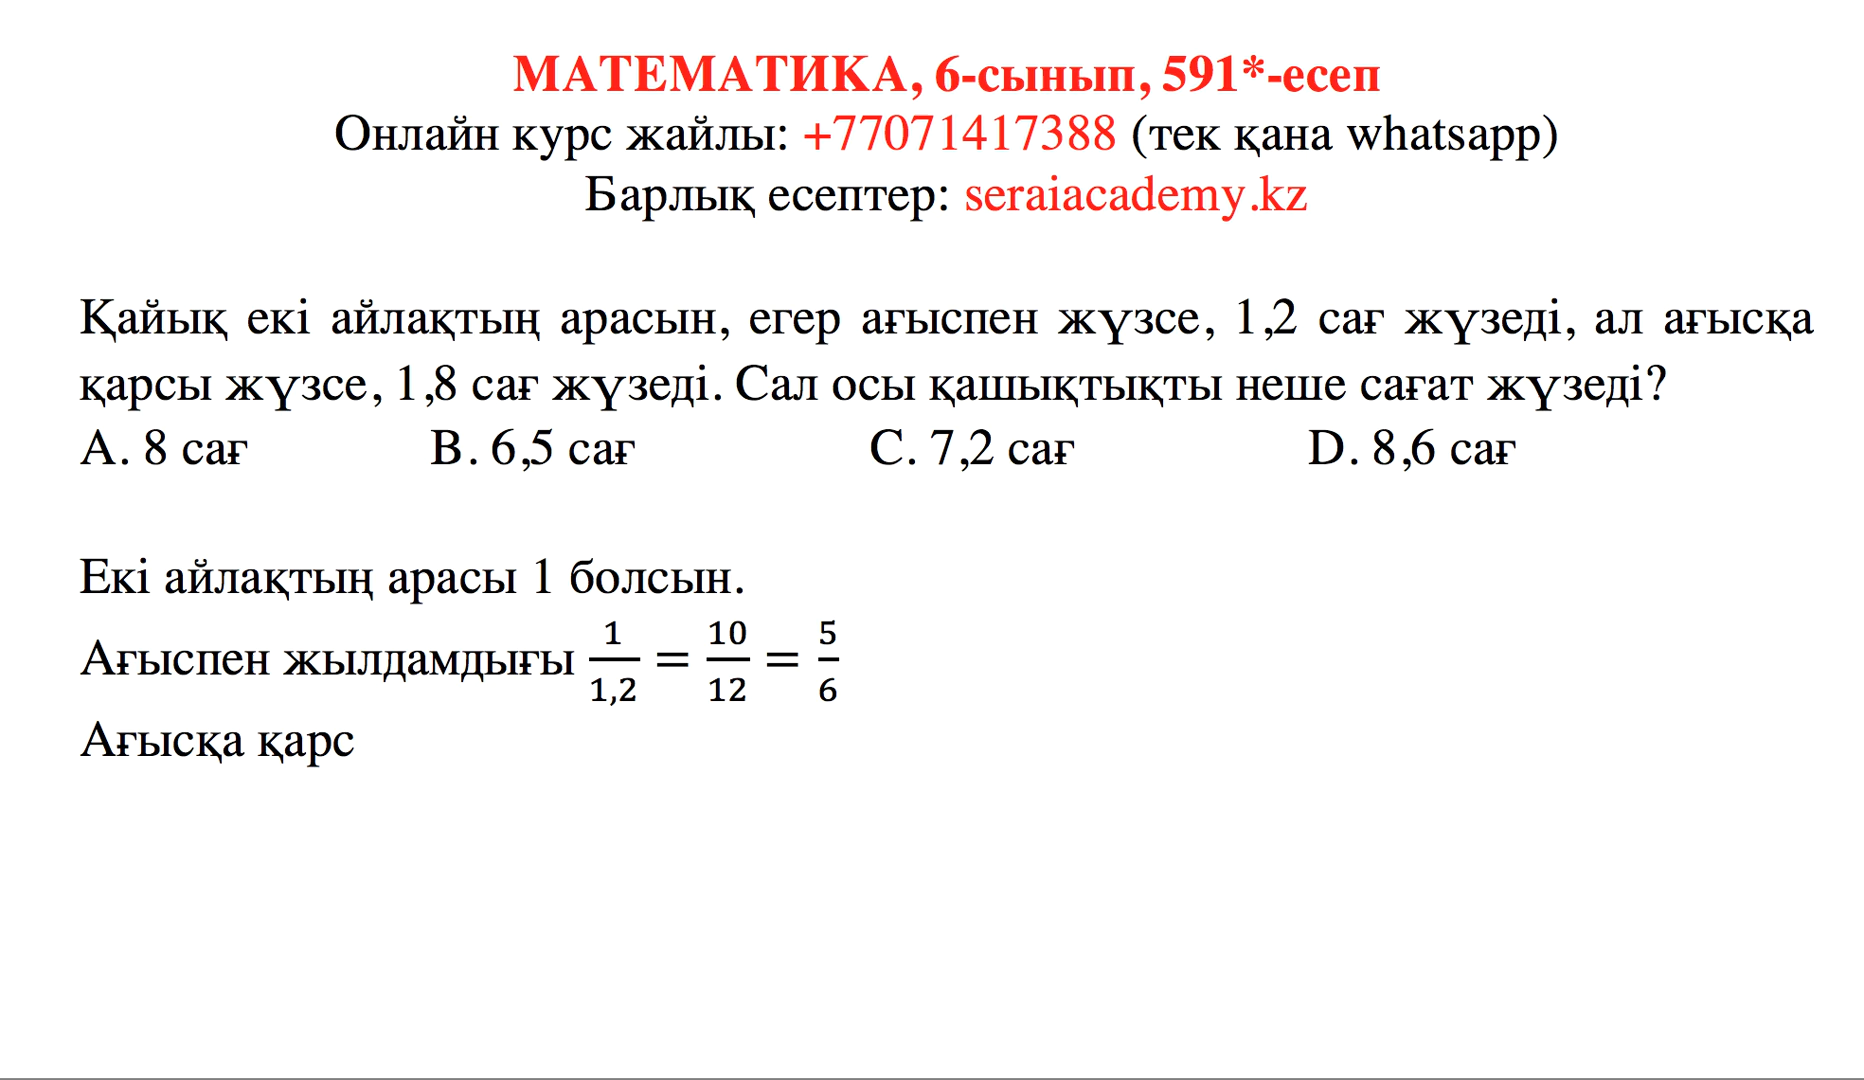 МАТЕМАТИКА, 6-сынып, 591*-есеп
Онлайн курс жайлы: +77071417388 (тек қана whatsapp)
Барлық есептер: seraiacademy.kz
Қайық екі айлақтың арасын, егер ағыспен жүзсе, 1,2 сағ жүзеді, ал ағысқа
қарсы жүзсе, 1,8 сағ жүзеді. Сал осы қашықтықты неше сағат жүзеді?
A. 8 сағ B. 6,5 сағ C. 7,2 сағ D. 8,6 сағ
Екі айлақтың арасы 1 болсын.
Ағыспен жылдамдығы 1/1,2 = 10/12 = 5/6
Ағысқа қарс